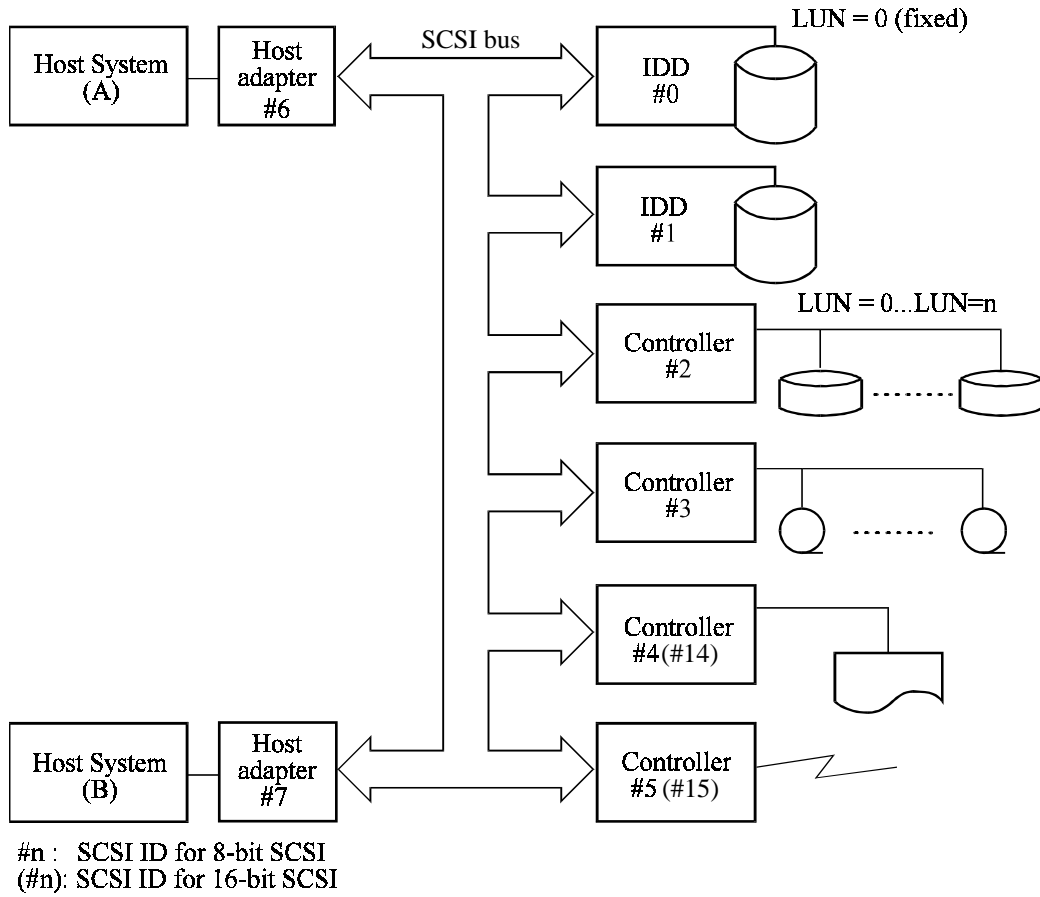 LUN = 0 (fixed)
SCSI bus
Host System
(A)
Host
adapter
#6
IDD
#0
IDD
#1
LUN = 0...LUN=n
Controller
#2
Controller
#3
Controller
#4(#14)
Host System
(B)
Host
adapter
#7
Controller
#5 (#15)
#n : SCSI ID for 8-bit SCSI
(#n): SCSI ID for 16-bit SCSI